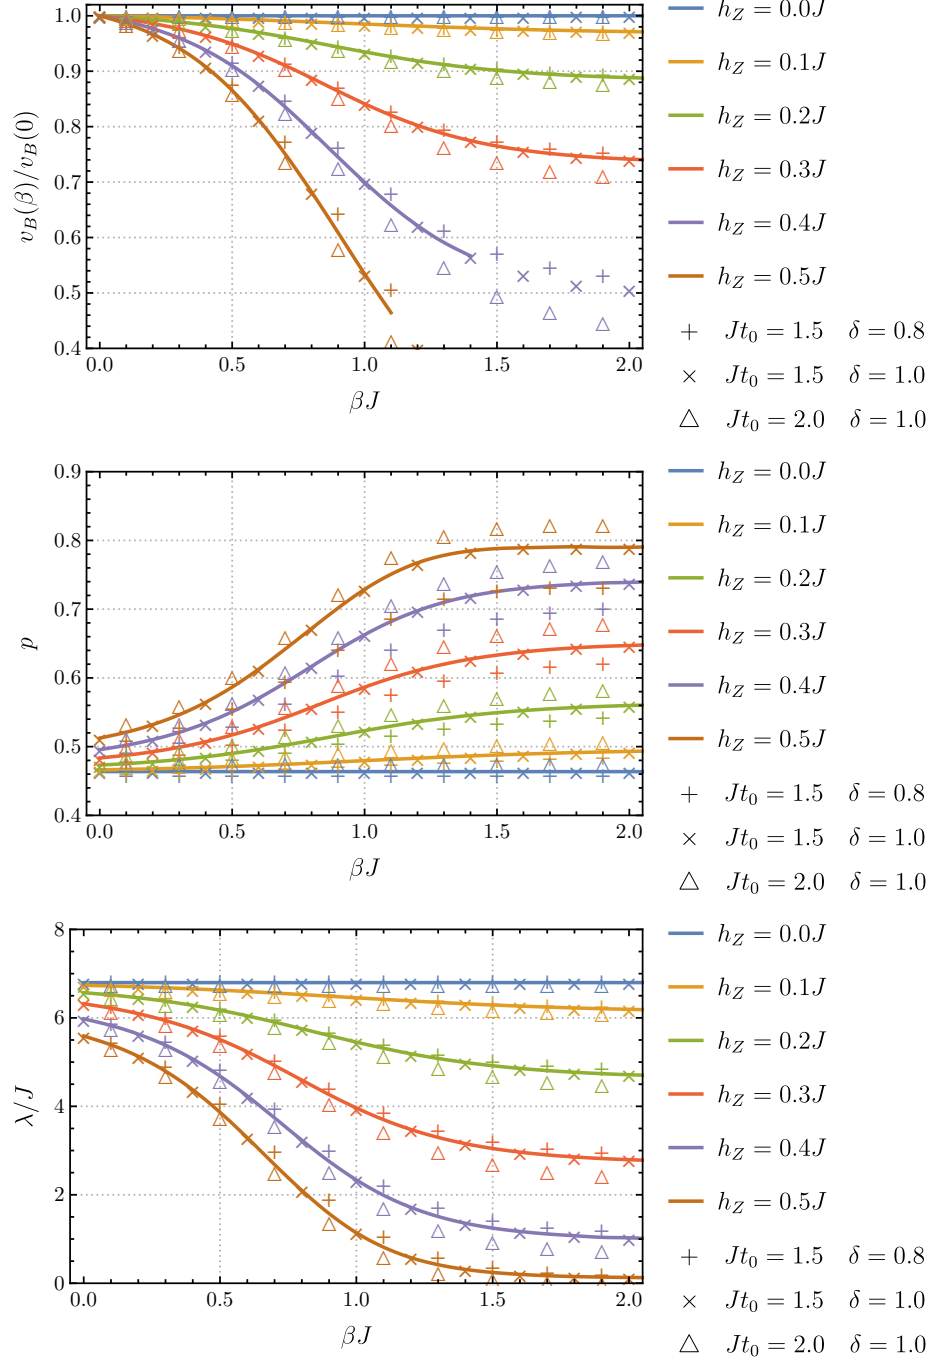 1.0
0.9
0.8
0.7
0.6
0.5
0.4
v_B(β)/v_B(0)
0.0 0.5 1.0 1.5 2.0
βJ
h_Z = 0.0J
h_Z = 0.1J
h_Z = 0.2J
h_Z = 0.3J
h_Z = 0.4J
h_Z = 0.5J
+ Jt_0 = 1.5 δ = 0.8
× Jt_0 = 1.5 δ = 1.0
△ Jt_0 = 2.0 δ = 1.0
0.9
0.8
0.7
0.6
0.5
0.4
p
0.0 0.5 1.0 1.5 2.0
βJ
h_Z = 0.0J
h_Z = 0.1J
h_Z = 0.2J
h_Z = 0.3J
h_Z = 0.4J
h_Z = 0.5J
+ Jt_0 = 1.5 δ = 0.8
× Jt_0 = 1.5 δ = 1.0
△ Jt_0 = 2.0 δ = 1.0
8
6
4
2
0
λ/J
0.0 0.5 1.0 1.5 2.0
βJ
h_Z = 0.0J
h_Z = 0.1J
h_Z = 0.2J
h_Z = 0.3J
h_Z = 0.4J
h_Z = 0.5J
+ Jt_0 = 1.5 δ = 0.8
× Jt_0 = 1.5 δ = 1.0
△ Jt_0 = 2.0 δ = 1.0